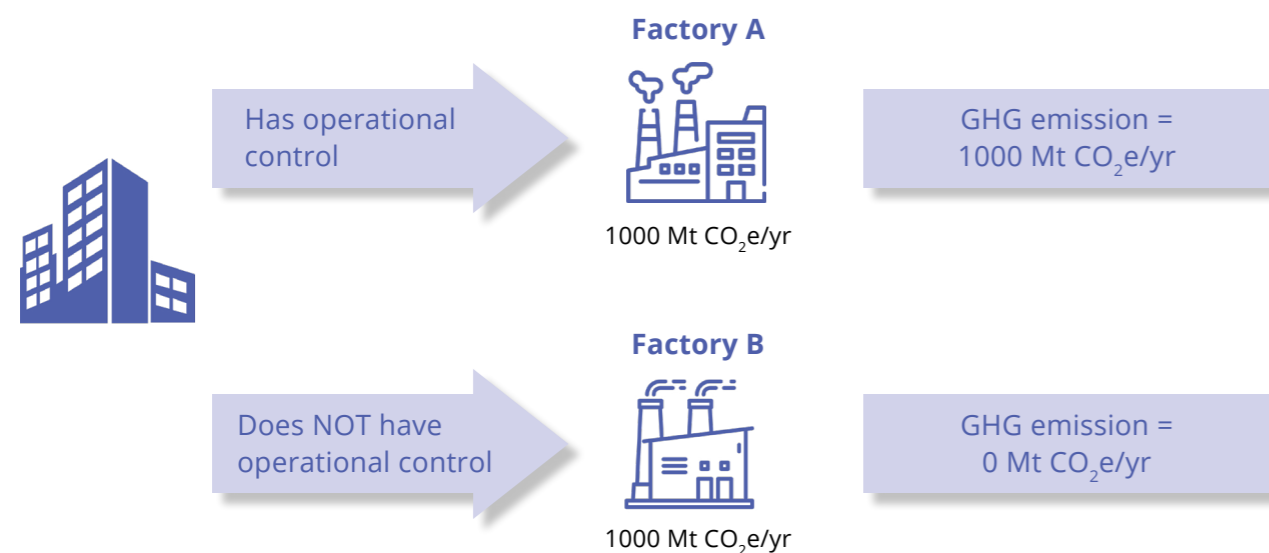 Factory A
Has operational
control
GHG emission =
1000 Mt CO₂e/yr
1000 Mt CO₂e/yr
Factory B
Does NOT have
operational control
GHG emission =
0 Mt CO₂e/yr
1000 Mt CO₂e/yr